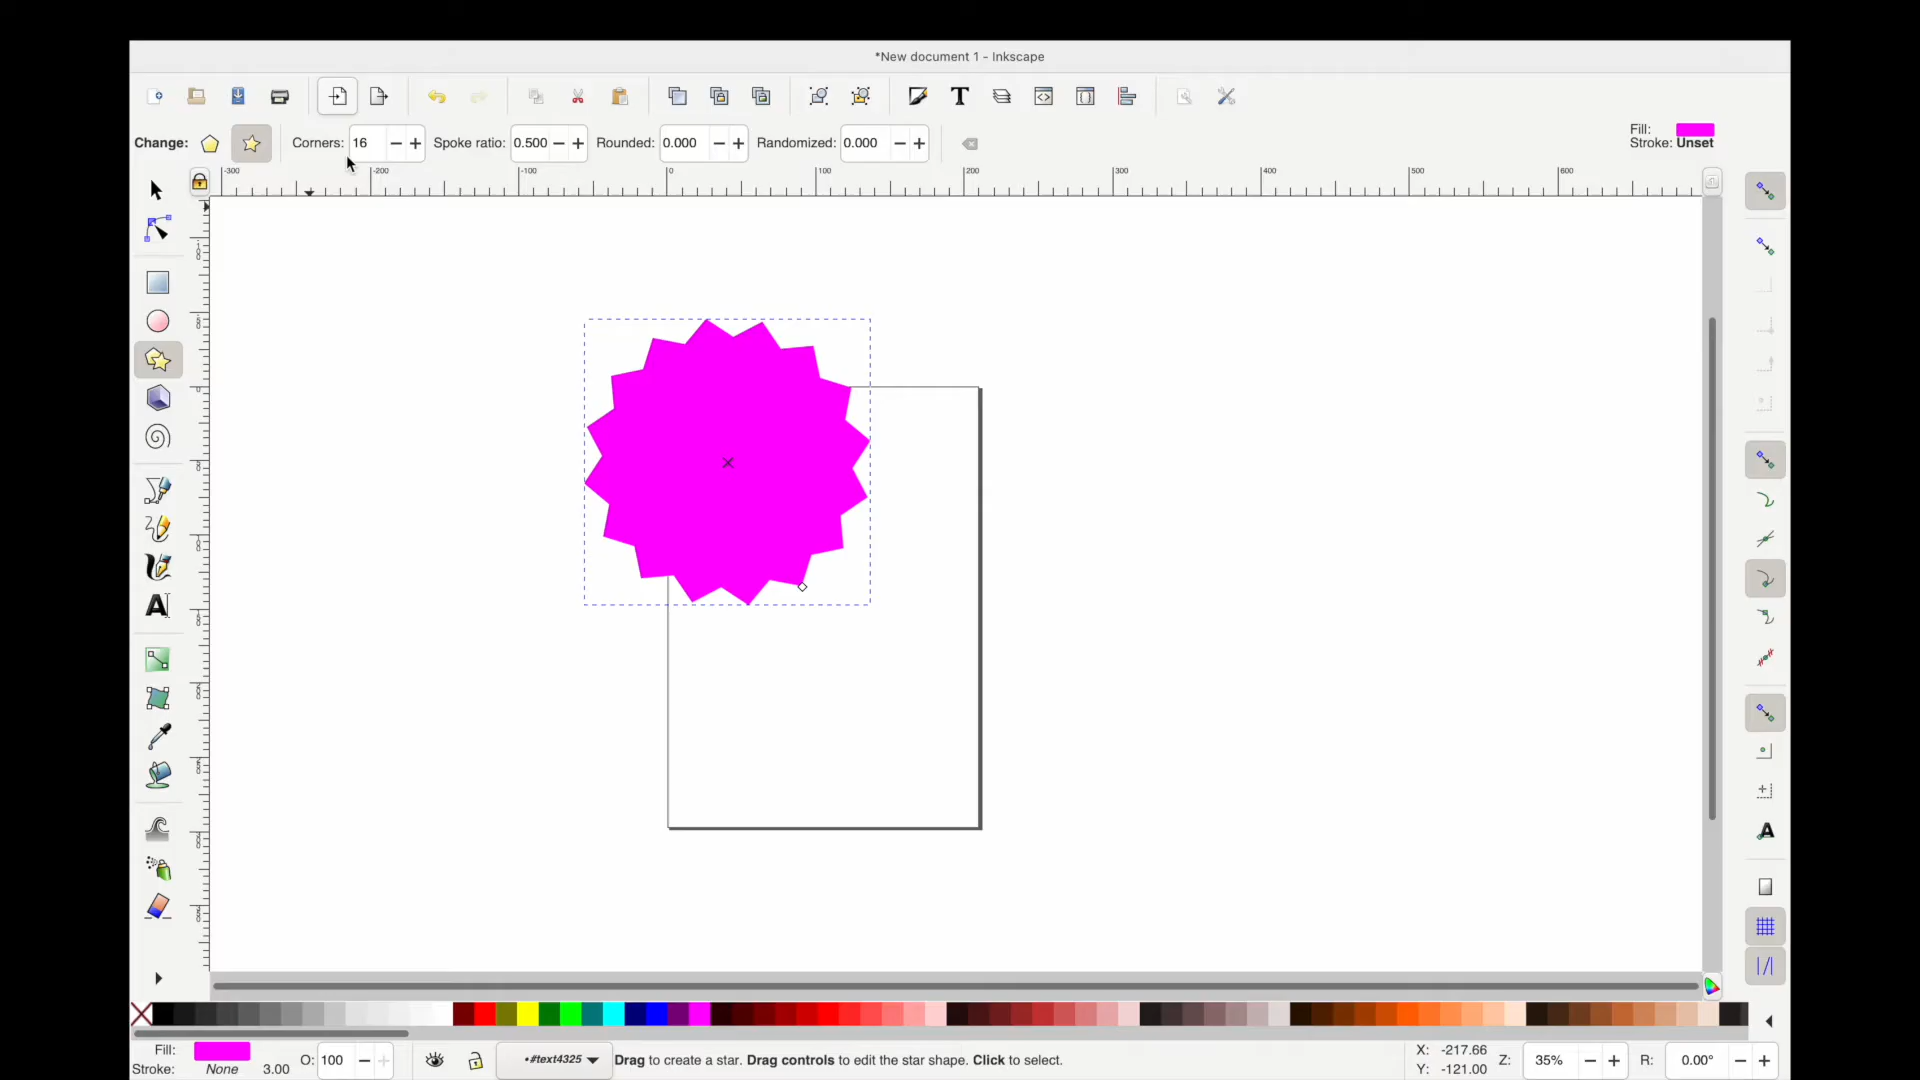 *New document 1 - Inkscape
Change: Corners: 16 Spoke ratio: 0.500 Rounded: 0.000 Randomized: 0.000
Fill:
Stroke: Unset
-300 -200 -100 0 100 200 300 400 500 600
Fill:
Stroke: None 3.00
O: 100
•#text4325
Drag to create a star. Drag controls to edit the star shape. Click to select.
X: -217.66
Y: -121.00
Z: 35%
R: 0.00°